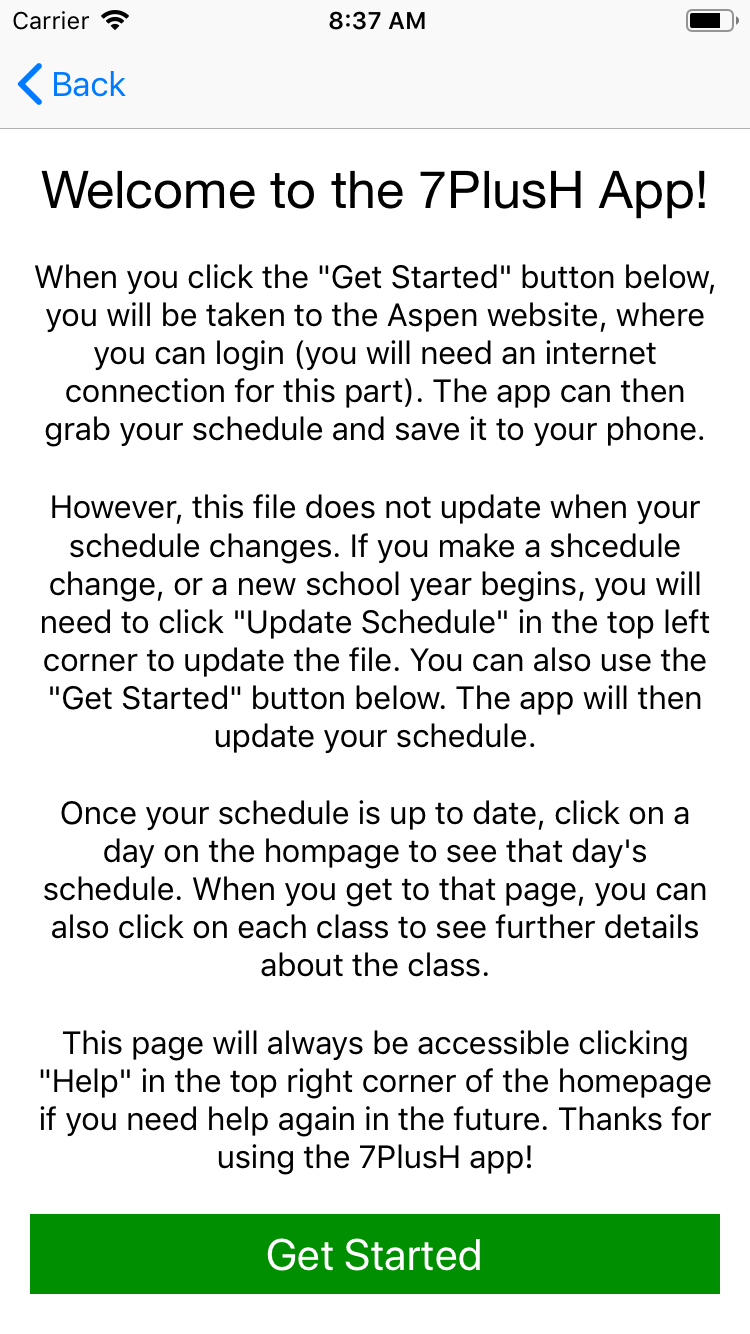 Carrier 8:37 AM
Back
Welcome to the 7PlusH App!
When you click the "Get Started" button below,
you will be taken to the Aspen website, where
you can login (you will need an internet
connection for this part). The app can then
grab your schedule and save it to your phone.
However, this file does not update when your
schedule changes. If you make a shcedule
change, or a new school year begins, you will
need to click "Update Schedule" in the top left
corner to update the file. You can also use the
"Get Started" button below. The app will then
update your schedule.
Once your schedule is up to date, click on a
day on the hompage to see that day's
schedule. When you get to that page, you can
also click on each class to see further details
about the class.
This page will always be accessible clicking
"Help" in the top right corner of the homepage
if you need help again in the future. Thanks for
using the 7PlusH app!
Get Started